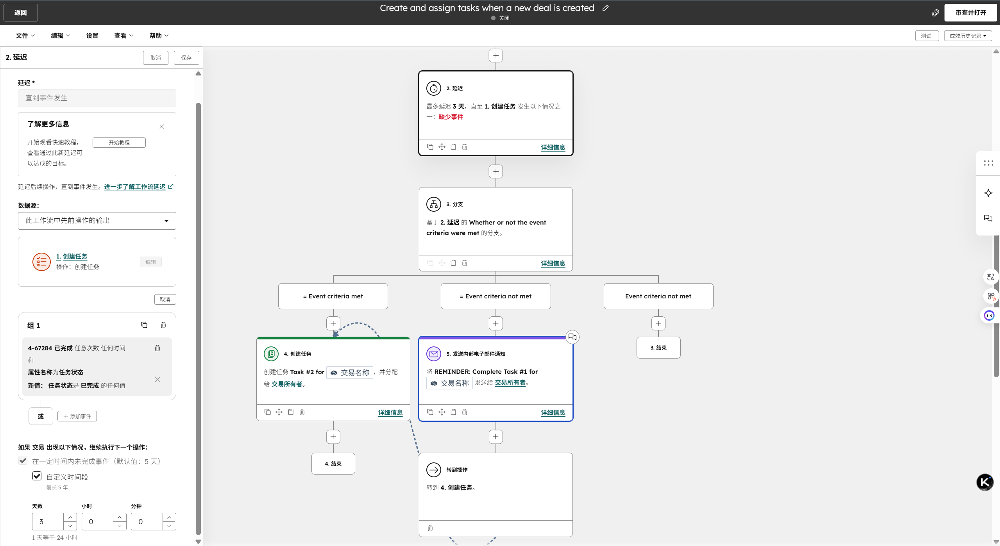 返回
Create and assign tasks when a new deal is created
关闭
审查并打开
文件
编辑
设置
查看
帮助
测试
成效历史记录
2. 延迟
取消
保存
延迟 *
直到事件发生
了解更多信息
开始观看快速教程，
查看通过此新延迟可
以达成的目标。
开始教程
延迟后续操作，直到事件发生。进一步了解工作流延迟
数据源：
此工作流中先前操作的输出
1. 创建任务
操作：创建任务
编辑
取消
组 1
4-67284 已完成 任意次数 任何时间
和
属性名称为任务状态
新值： 任务状态是 已完成 的任何值
或
添加事件
如果 交易 出现以下情况，继续执行下一个操作：
在一定时间内未完成事件（默认值：5 天）
自定义时间段
最长 5 年
天数
小时
分钟
3
0
0
1 天等于 24 小时
2. 延迟
最多延迟 3 天，直至 1. 创建任务 发生以下情况之
一：缺少事件
详细信息
3. 分支
基于 2. 延迟 的 Whether or not the event
criteria were met 的分支。
详细信息
= Event criteria met
= Event criteria not met
Event criteria not met
4. 创建任务
创建任务 Task #2 for 交易名称，并分配
给 交易所有者。
详细信息
5. 发送内部电子邮件通知
将 REMINDER: Complete Task #1 for
交易名称 发送给 交易所有者。
详细信息
3. 结束
4. 结束
转到操作
转到 4. 创建任务。
K